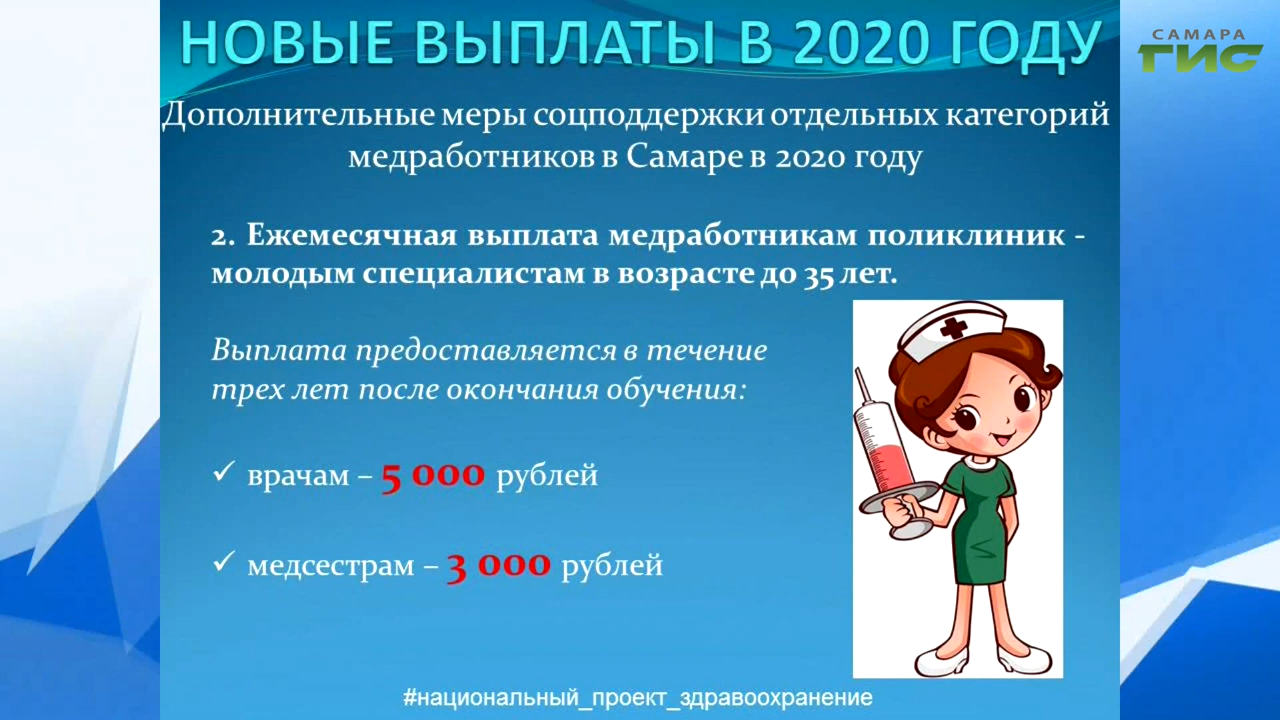 НОВЫЕ ВЫПЛАТЫ В 2020 ГОДУ
САМАРА
ГИС
Дополнительные меры соцподдержки отдельных категорий
медработников в Самаре в 2020 году
2. Ежемесячная выплата медработникам поликлиник -
молодым специалистам в возрасте до 35 лет.
Выплата предоставляется в течение
трех лет после окончания обучения:
✓ врачам – 5 000 рублей
✓ медсестрам – 3 000 рублей
#национальный_проект_здравоохранение